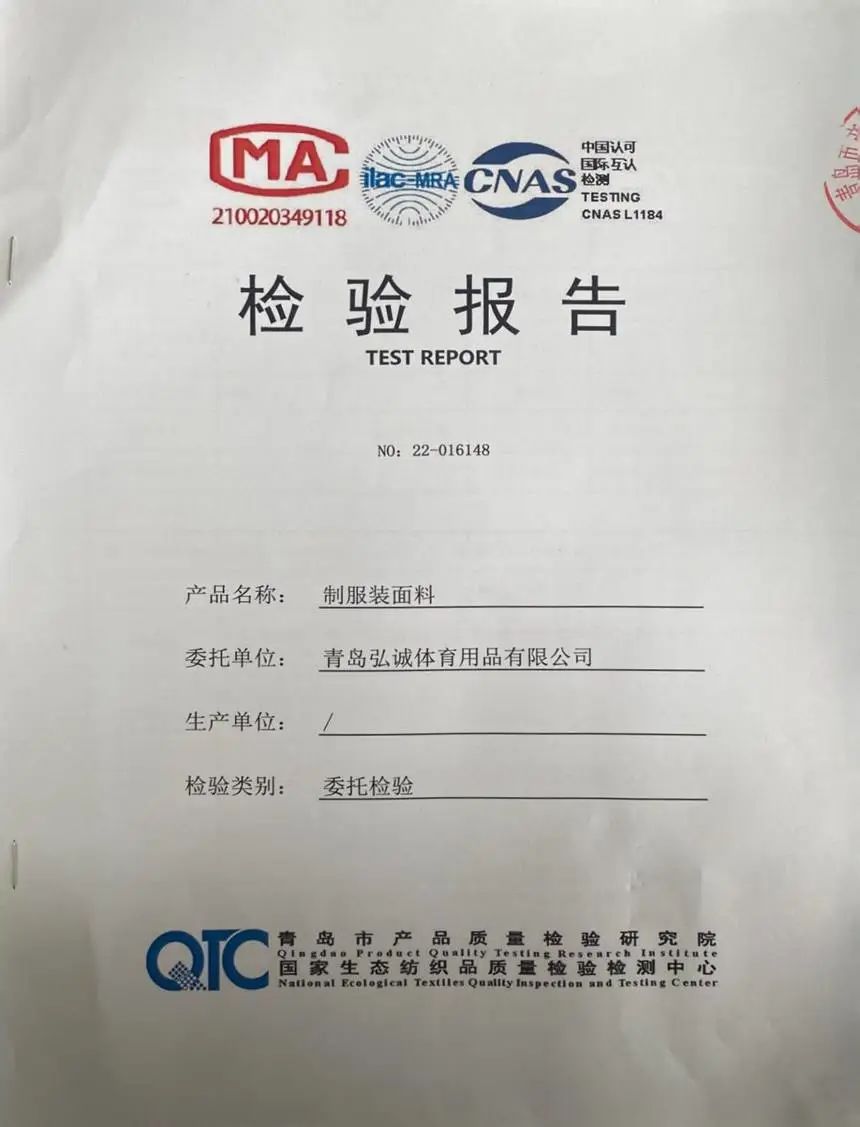 MA
210020349118
ilac-MRA
CNAS
中国认可
国际互认
检测
TESTING
CNAS L1184
青岛市
检验报告
TEST REPORT
NO: 22-016148
产品名称: 制服装面料
委托单位: 青岛弘诚体育用品有限公司
生产单位: /
检验类别: 委托检验
QTC
青岛市产品质量检验研究院
Qingdao Product Quality Testing Research Institute
国家生态纺织品质量检验检测中心
National Ecological Textiles Quality Inspection and Testing Center